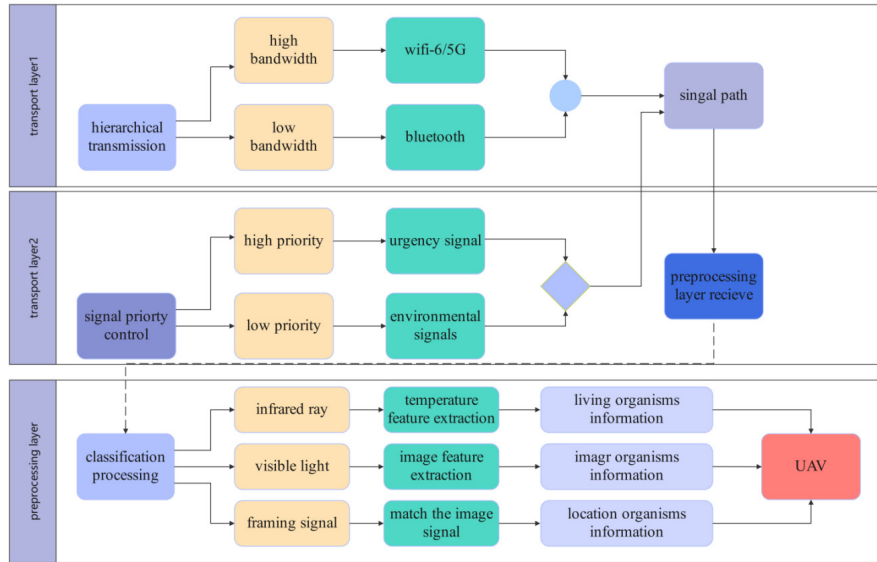 transport layer1
high
bandwidth
wifi-6/5G
hierarchical
transmission
low
bandwidth
bluetooth
singal path
transport layer2
high priority
urgency signal
signal priorty
control
low priority
environmental
signals
preprocessing
layer recieve
preprocessing layer
infrared ray
temperature
feature extraction
living organisms
information
classification
processing
visible light
image feature
extraction
imagr organisms
information
UAV
framing signal
match the image
signal
location organisms
information